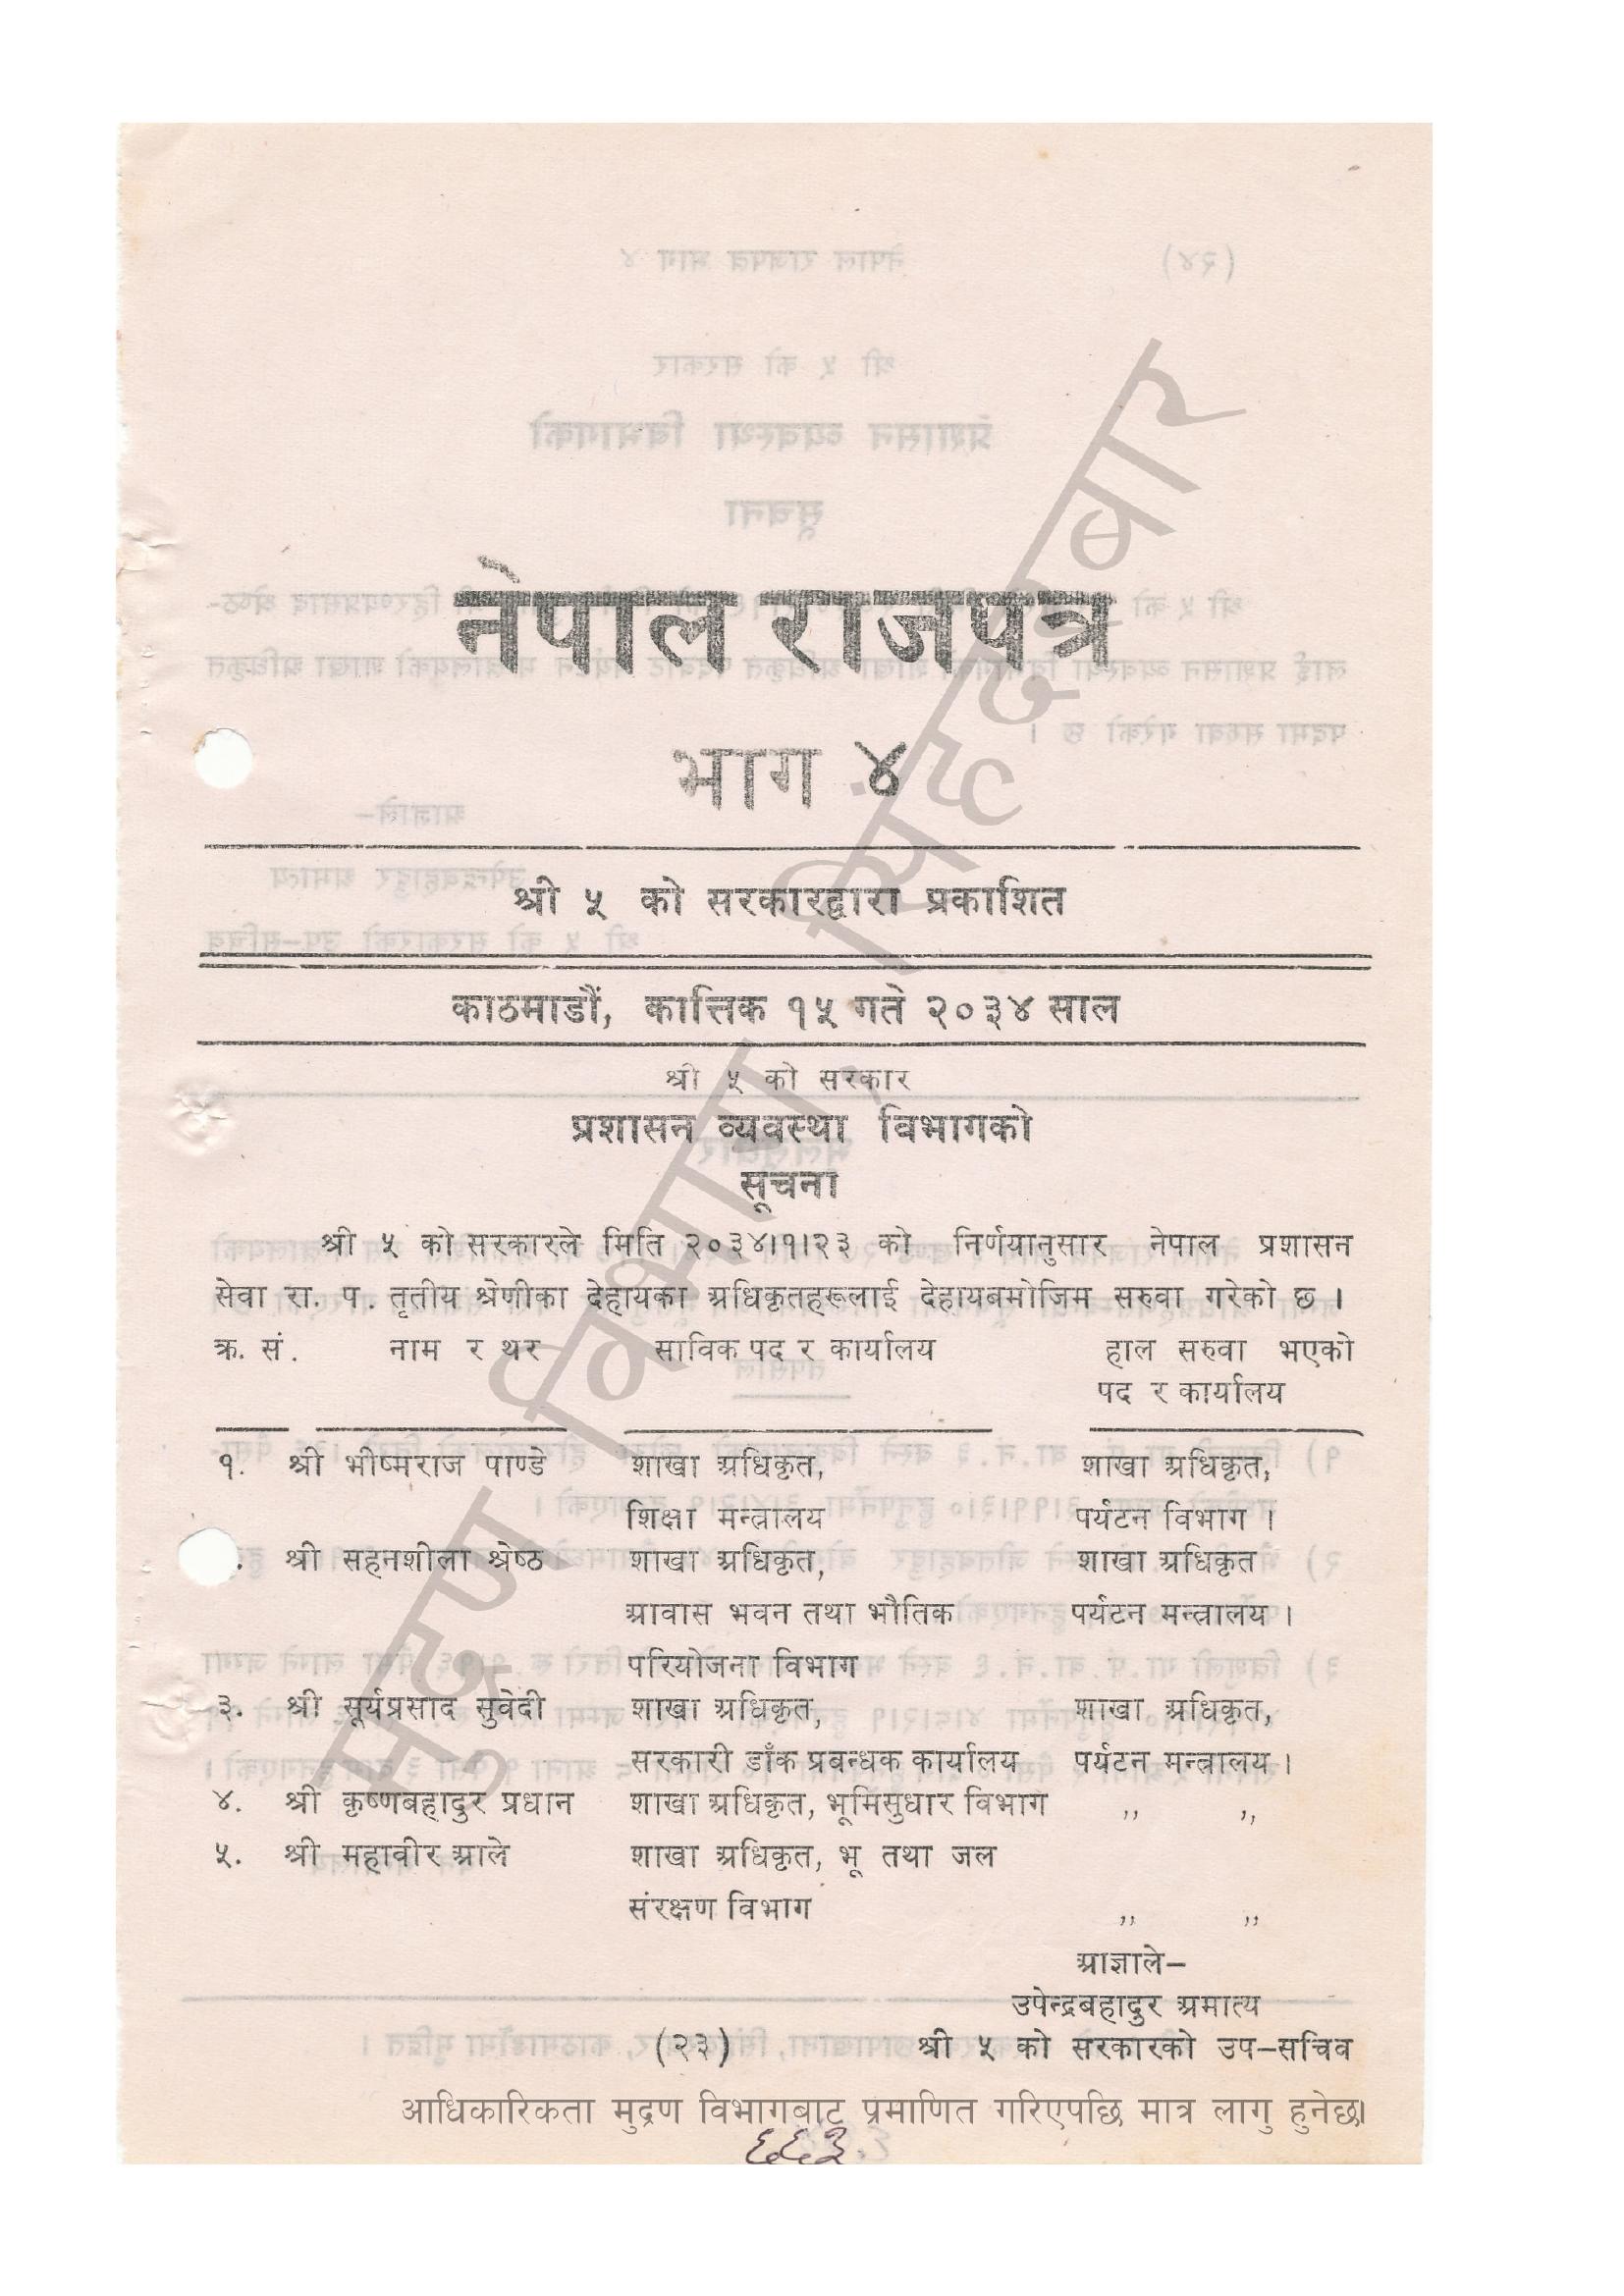 नेपाल राजपत्र
भाग ४
श्री ५ को सरकारद्वारा प्रकाशित
काठमाडौं, कात्तिक १५ गते २०३४ साल
श्री ५ को सरकार
प्रशासन व्यवस्था विभागको
सूचना
श्री ५ को सरकारले मिति २०३४।१।२३ को निर्णयानुसार नेपाल प्रशासन
सेवा रा. प. तृतीय श्रेणीका देहायका अधिकृतहरूलाई देहायबमोजिम सरुवा गरेको छ ।
क्र. सं. नाम र थर साविक पद र कार्यालय हाल सरुवा भएको
पद र कार्यालय
१. श्री भीष्मराज पाण्डे शाखा अधिकृत, शाखा अधिकृत,
शिक्षा मन्त्रालय पर्यटन विभाग ।
. श्री सहनशीला श्रेष्ठ शाखा अधिकृत, शाखा अधिकृत
आवास भवन तथा भौतिक पर्यटन मन्त्रालय ।
परियोजना विभाग
३. श्री सूर्यप्रसाद सुवेदी शाखा अधिकृत, शाखा अधिकृत,
सरकारी डाँक प्रबन्धक कार्यालय पर्यटन मन्त्रालय ।
४. श्री कृष्णबहादुर प्रधान शाखा अधिकृत, भूमिसुधार विभाग ,, ,,
५. श्री महावीर आले शाखा अधिकृत, भू तथा जल
संरक्षण विभाग ,, ,,
आज्ञाले–
उपेन्द्रबहादुर अमात्य
(२३) श्री ५ को सरकारको उप–सचिव
आधिकारिकता मुद्रण विभागबाट प्रमाणित गरिएपछि मात्र लागु हुनेछ।
६६३
मुद्रण विभाग, सिंहदरबार